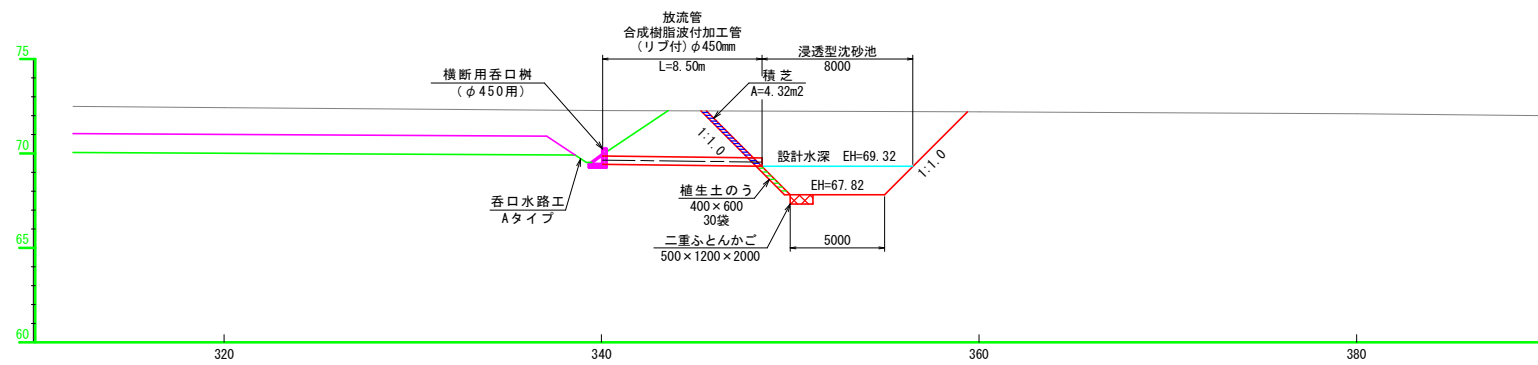 放流管
合成樹脂波付加工管
(リブ付)φ450mm
L=8.50m
浸透型沈砂池
8000
横断用呑口桝
(φ450用)
積芝
A=4.32m2
1:1.0
設計水深 EH=69.32
1:1.0
EH=67.82
呑口水路工
Aタイプ
植生土のう
400×600
30袋
二重ふとんかご
500×1200×2000
5000
75
70
65
60
320
340
360
380